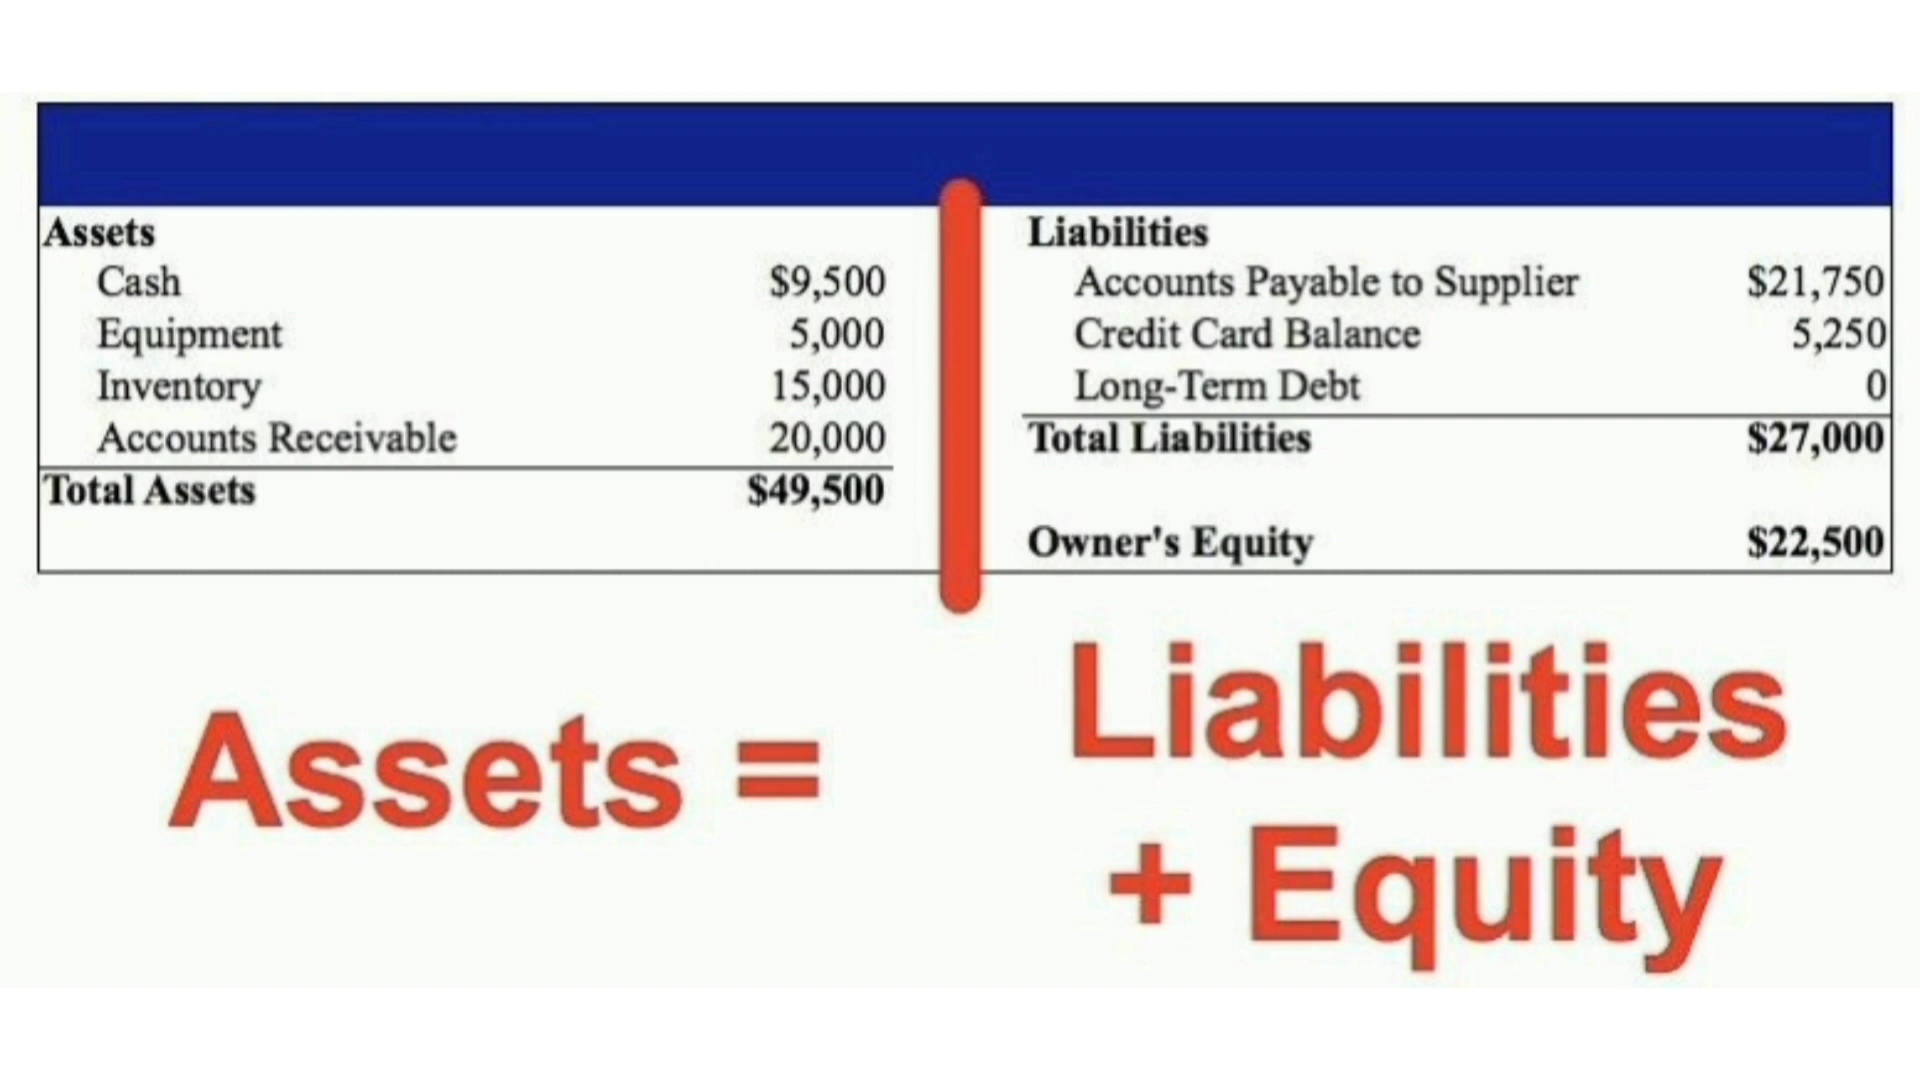 Assets
Cash $9,500
Equipment 5,000
Inventory 15,000
Accounts Receivable 20,000
Total Assets $49,500
Liabilities
Accounts Payable to Supplier $21,750
Credit Card Balance 5,250
Long-Term Debt 0
Total Liabilities $27,000
Owner's Equity $22,500
Assets =
Liabilities
+ Equity